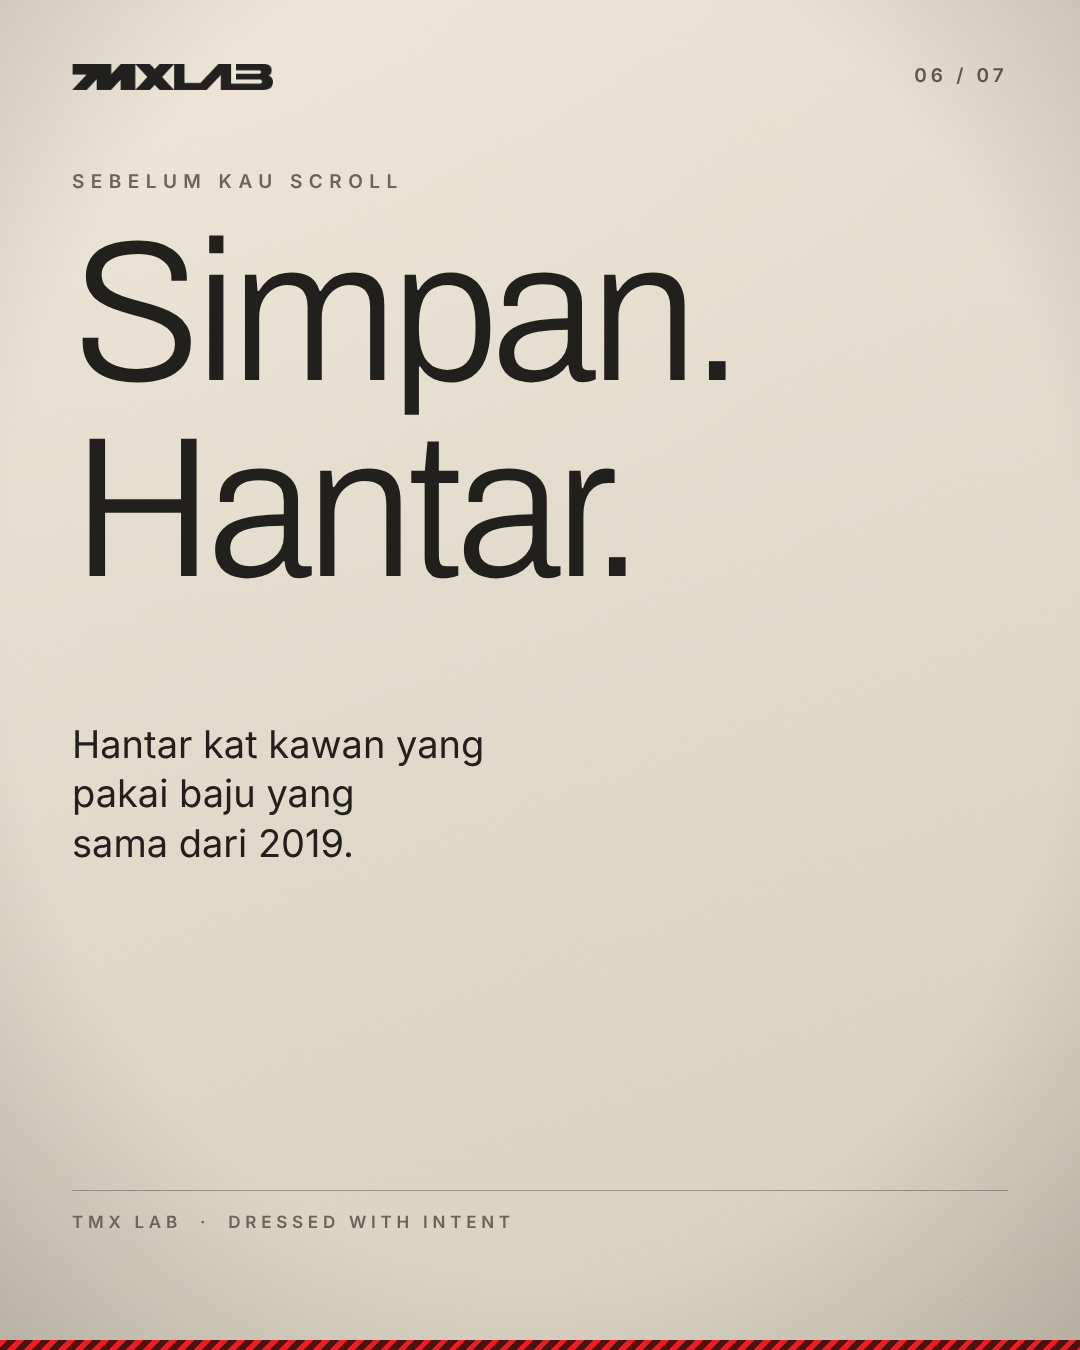 TMXLAB
06 / 07
SEBELUM KAU SCROLL
Simpan.
Hantar.
Hantar kat kawan yang
pakai baju yang
sama dari 2019.
TMX LAB · DRESSED WITH INTENT